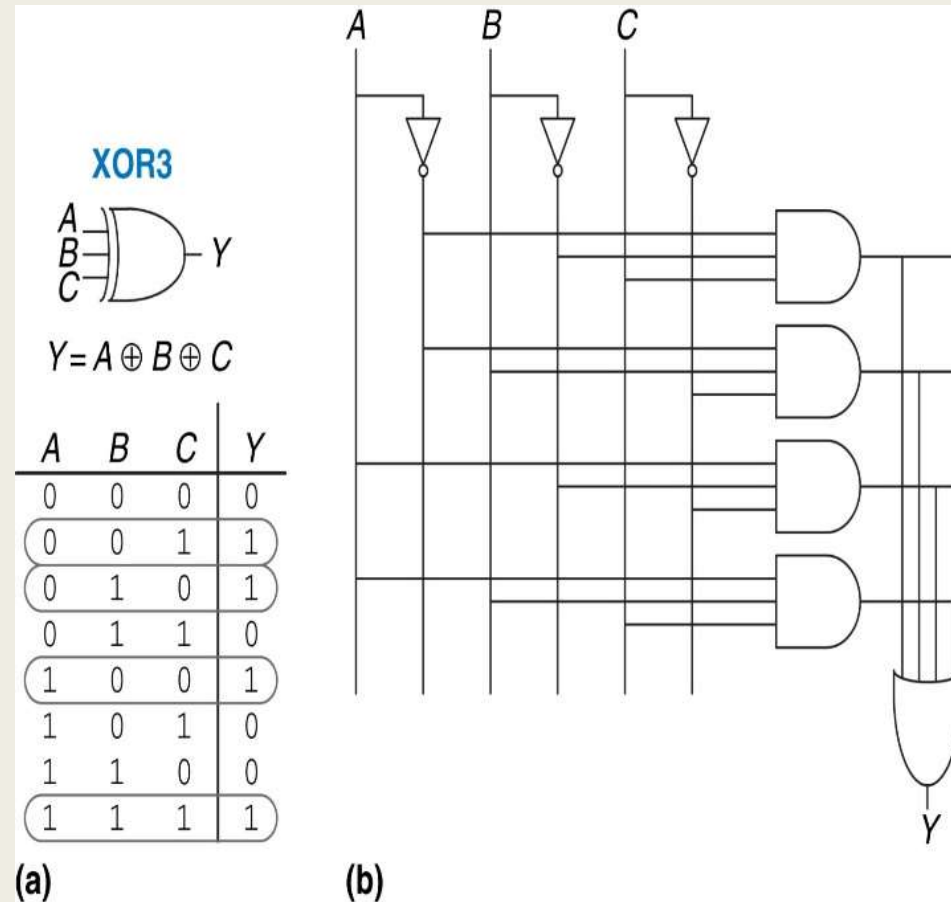 XOR3
A
B
C
Y
Y = A ⊕ B ⊕ C
A B C Y
0 0 0 0
0 0 1 1
0 1 0 1
0 1 1 0
1 0 0 1
1 0 1 0
1 1 0 0
1 1 1 1
(a)
A B C
Y
(b)